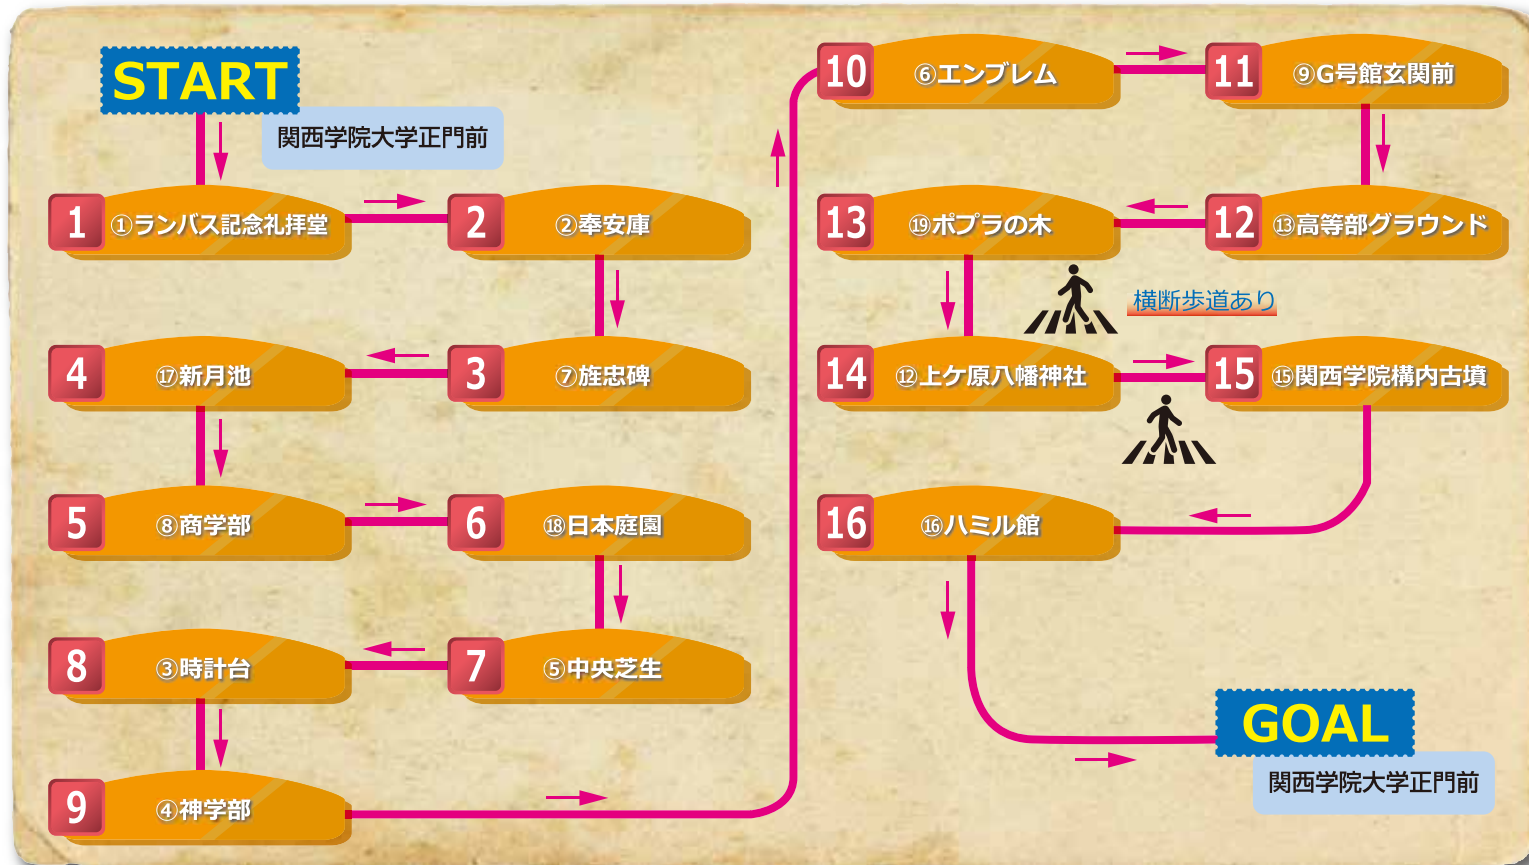 START
関西学院大学正門前
1 ①ランバス記念礼拝堂
2 ②奉安庫
3 ⑦旌忠碑
4 ⑰新月池
5 ⑧商学部
6 ⑱日本庭園
7 ⑤中央芝生
8 ③時計台
9 ④神学部
10 ⑥エンブレム
11 ⑨G号館玄関前
12 ⑬高等部グラウンド
13 ⑲ポプラの木
横断歩道あり
14 ⑫上ケ原八幡神社
15 ⑮関西学院構内古墳
16 ⑯ハミル館
GOAL
関西学院大学正門前